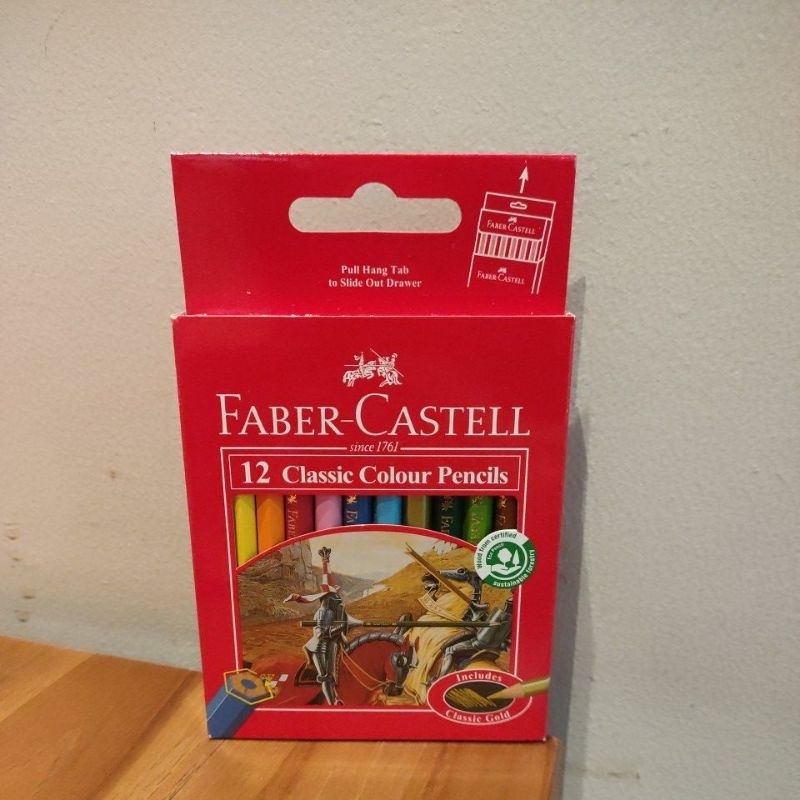 Pull Hang Tab
to Slide Out Drawer
FABER-CASTELL
FABER-CASTELL
FABER-CASTELL
since 1761
12 Classic Colour Pencils
Wood from certified
sustainable forestry
Includes
Classic Gold